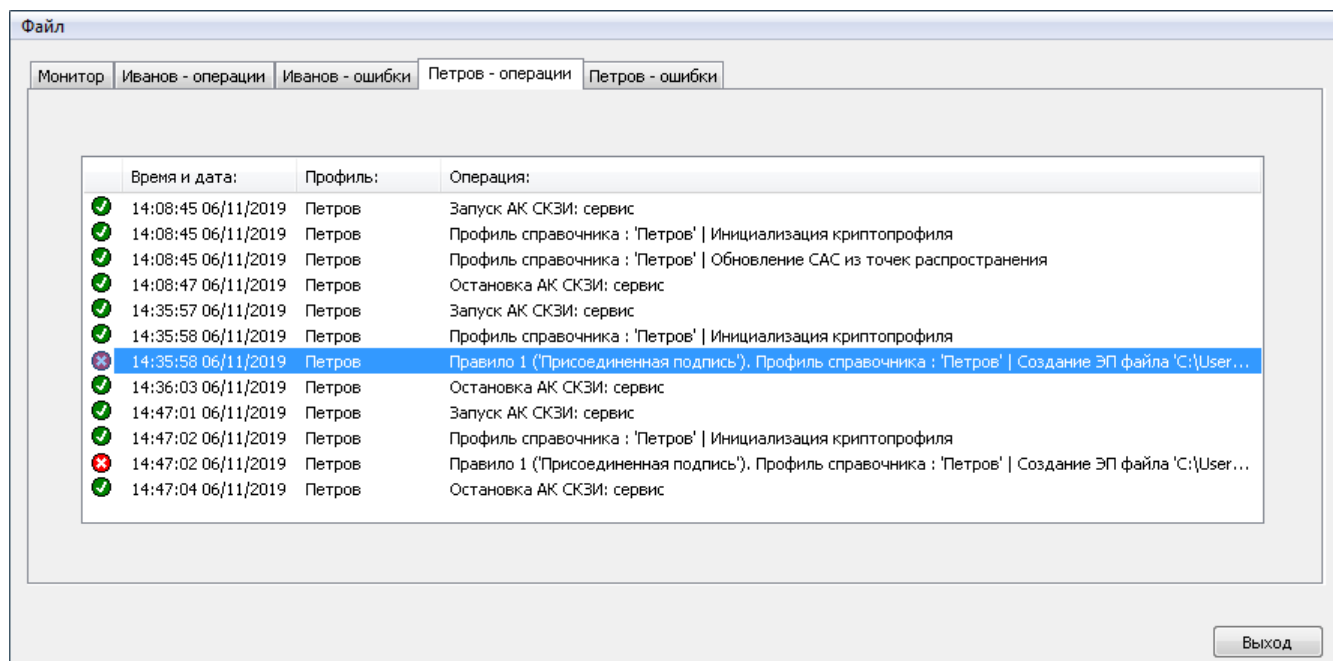 Файл
Монитор Иванов - операции Иванов - ошибки Петров - операции Петров - ошибки
Время и дата: Профиль: Операция:
14:08:45 06/11/2019 Петров Запуск АК СКЗИ: сервис
14:08:45 06/11/2019 Петров Профиль справочника : 'Петров' | Инициализация криптопрофиля
14:08:45 06/11/2019 Петров Профиль справочника : 'Петров' | Обновление САС из точек распространения
14:08:47 06/11/2019 Петров Остановка АК СКЗИ: сервис
14:35:57 06/11/2019 Петров Запуск АК СКЗИ: сервис
14:35:58 06/11/2019 Петров Профиль справочника : 'Петров' | Инициализация криптопрофиля
14:35:58 06/11/2019 Петров Правило 1 ('Присоединенная подпись'). Профиль справочника : 'Петров' | Создание ЭП файла 'C:\User...
14:36:03 06/11/2019 Петров Остановка АК СКЗИ: сервис
14:47:01 06/11/2019 Петров Запуск АК СКЗИ: сервис
14:47:02 06/11/2019 Петров Профиль справочника : 'Петров' | Инициализация криптопрофиля
14:47:02 06/11/2019 Петров Правило 1 ('Присоединенная подпись'). Профиль справочника : 'Петров' | Создание ЭП файла 'C:\User...
14:47:04 06/11/2019 Петров Остановка АК СКЗИ: сервис
Выход